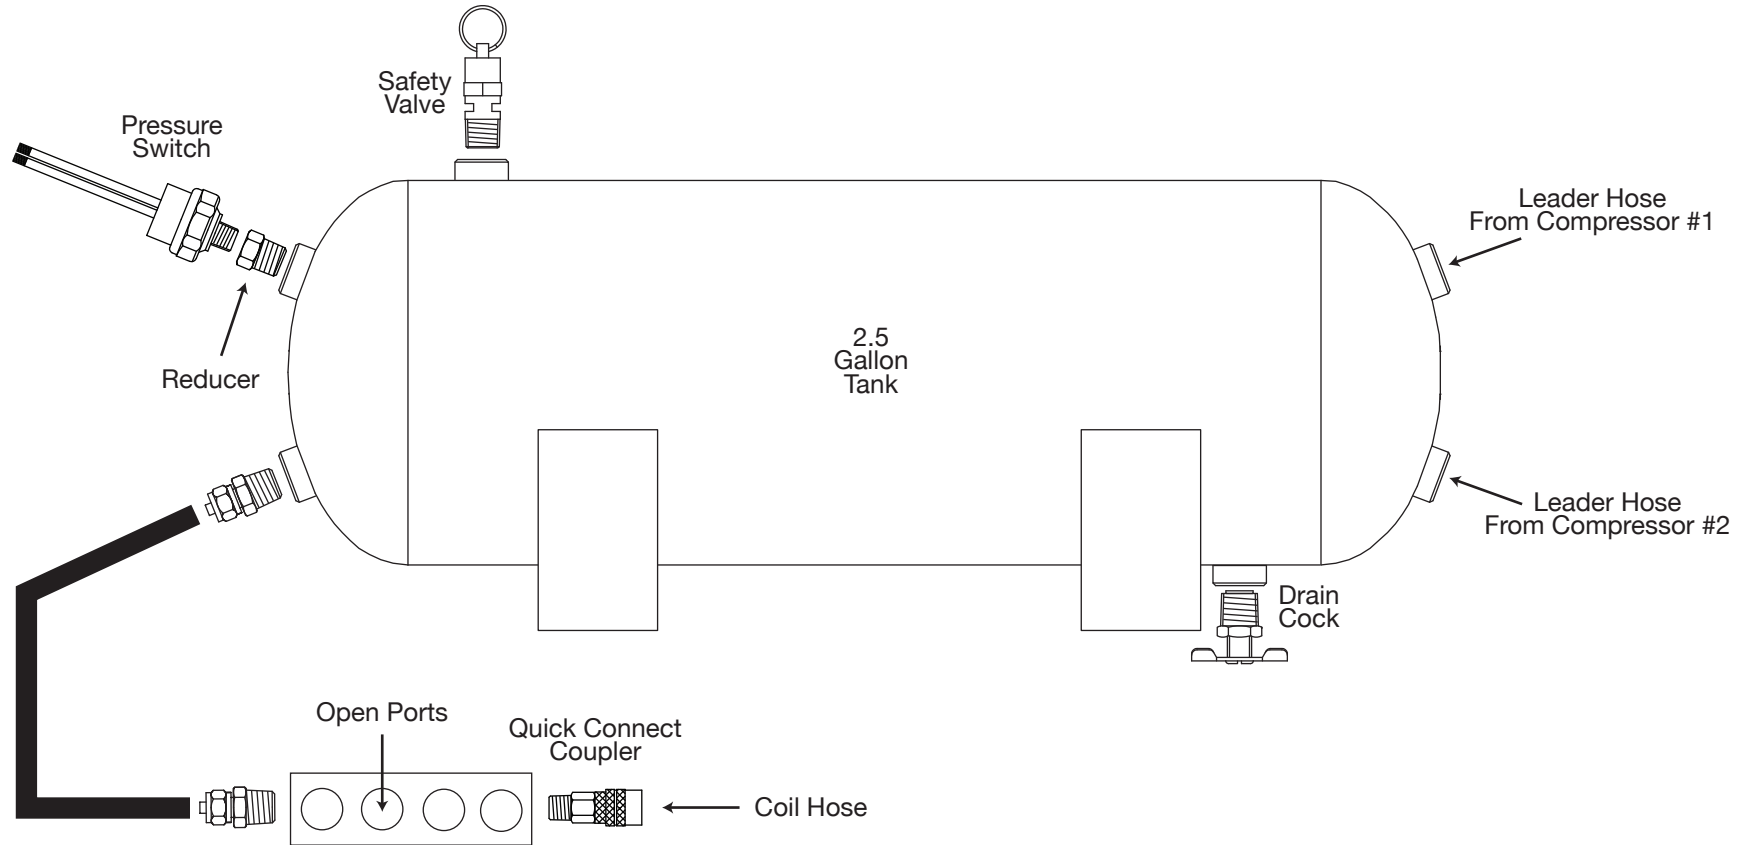 Safety
Valve
Pressure
Switch
Leader Hose
From Compressor #1
2.5
Gallon
Tank
Reducer
Leader Hose
From Compressor #2
Drain
Cock
Open Ports
Quick Connect
Coupler
Coil Hose